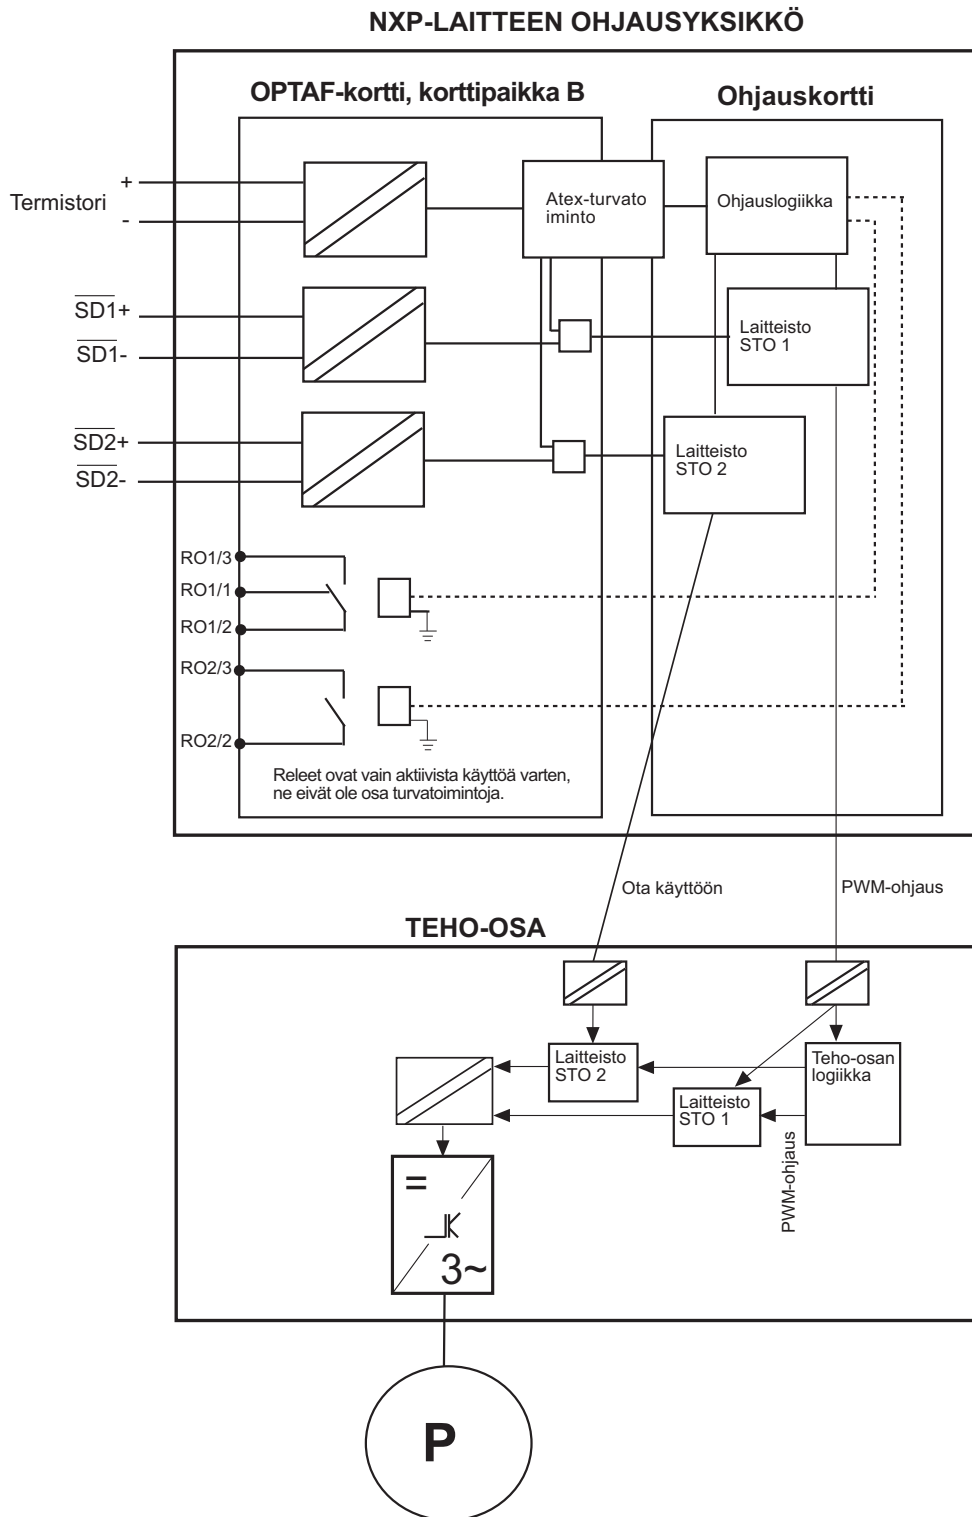 NXP-LAITTEEN OHJAUSYKSIKKÖ
OPTAF-kortti, korttipaikka B
Ohjauskortti
Termistori
+
-
Atex-turvato
iminto
Ohjauslogiikka
SD1+
SD1-
Laitteisto
STO 1
SD2+
SD2-
Laitteisto
STO 2
RO1/3
RO1/1
RO1/2
RO2/3
RO2/2
Releet ovat vain aktiivista käyttöä varten,
ne eivät ole osa turvatoimintoja.
Ota käyttöön
PWM-ohjaus
TEHO-OSA
Laitteisto
STO 2
Teho-osan
logiikka
Laitteisto
STO 1
PWM-ohjaus
=
3~
P